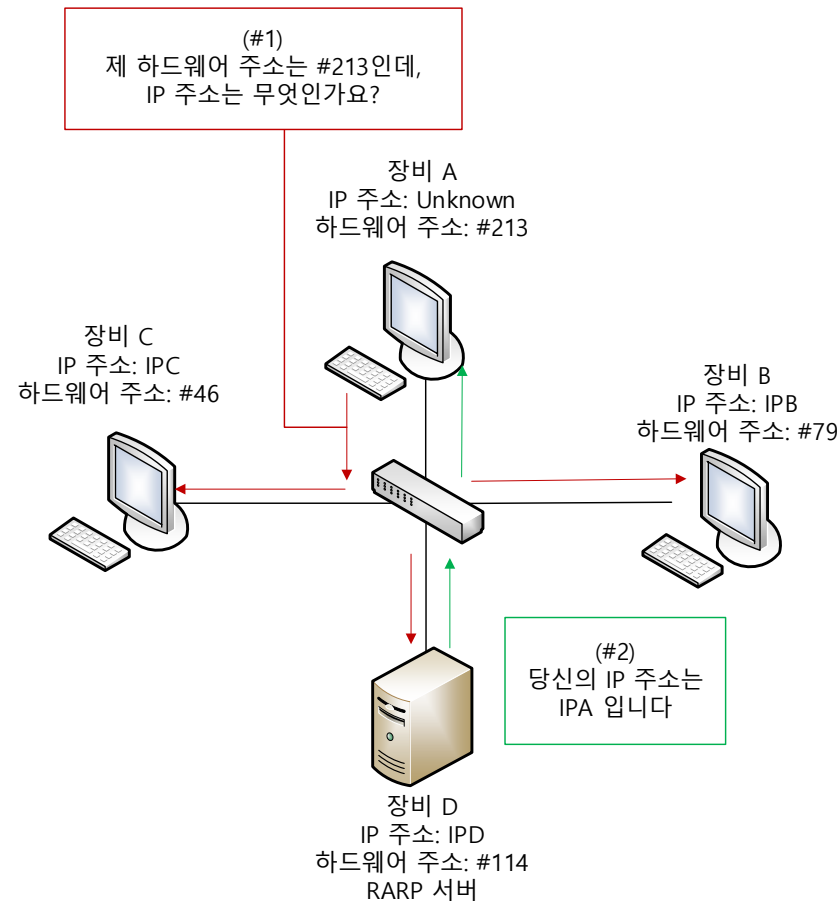 (#1)
제 하드웨어 주소는 #213인데,
IP 주소는 무엇인가요?
장비 A
IP 주소: Unknown
하드웨어 주소: #213
장비 C
IP 주소: IPC
하드웨어 주소: #46
장비 B
IP 주소: IPB
하드웨어 주소: #79
(#2)
당신의 IP 주소는
IPA 입니다
장비 D
IP 주소: IPD
하드웨어 주소: #114
RARP 서버